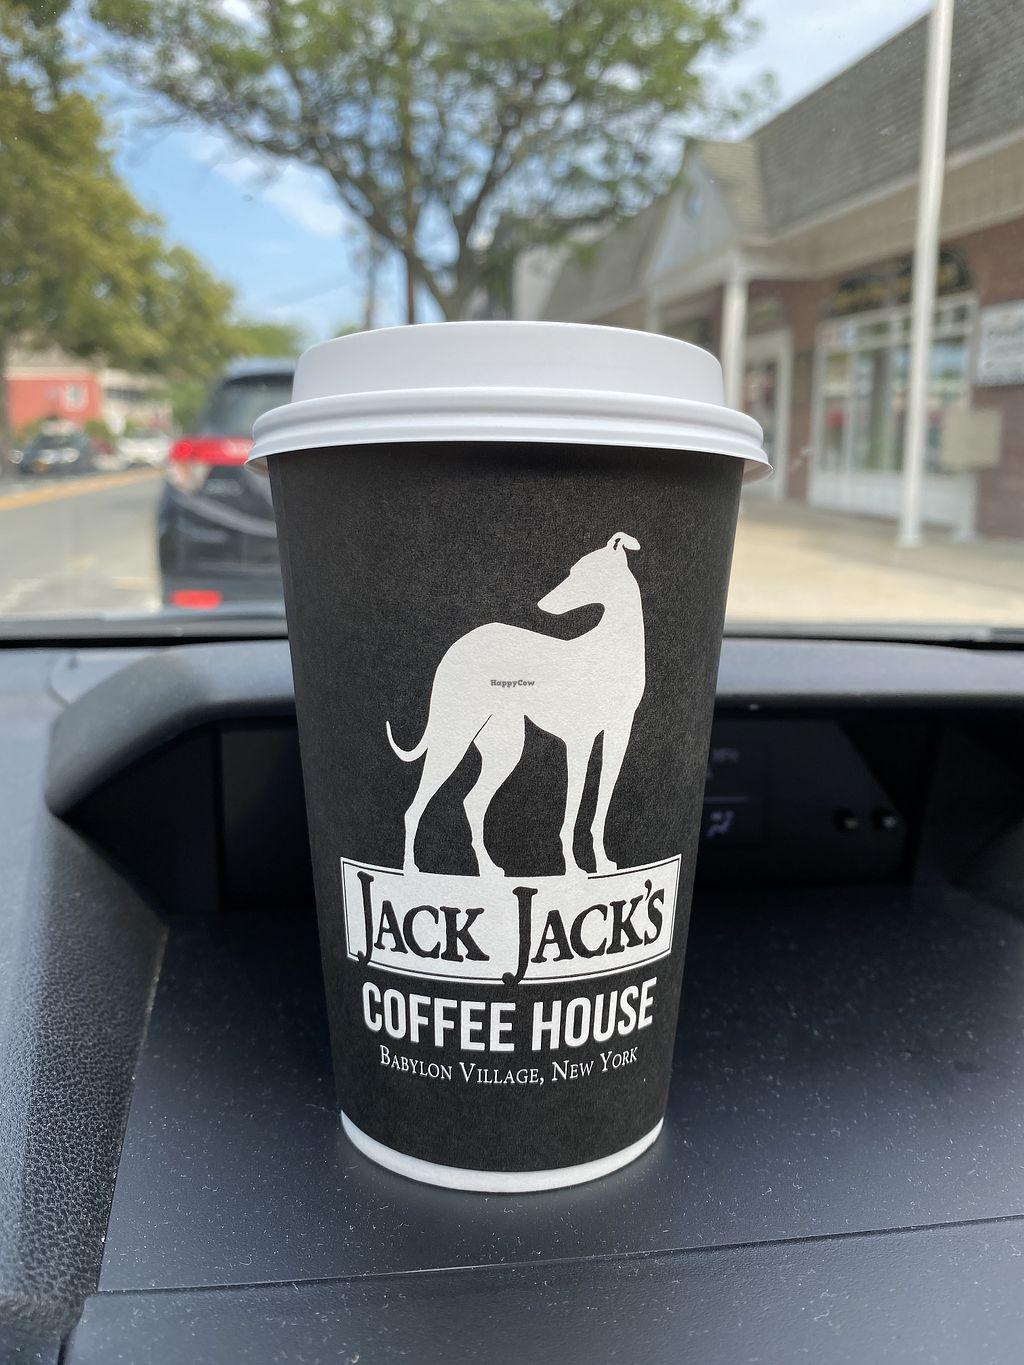 HappyCow
JACK JACK'S
COFFEE HOUSE
BABYLON VILLAGE, NEW YORK